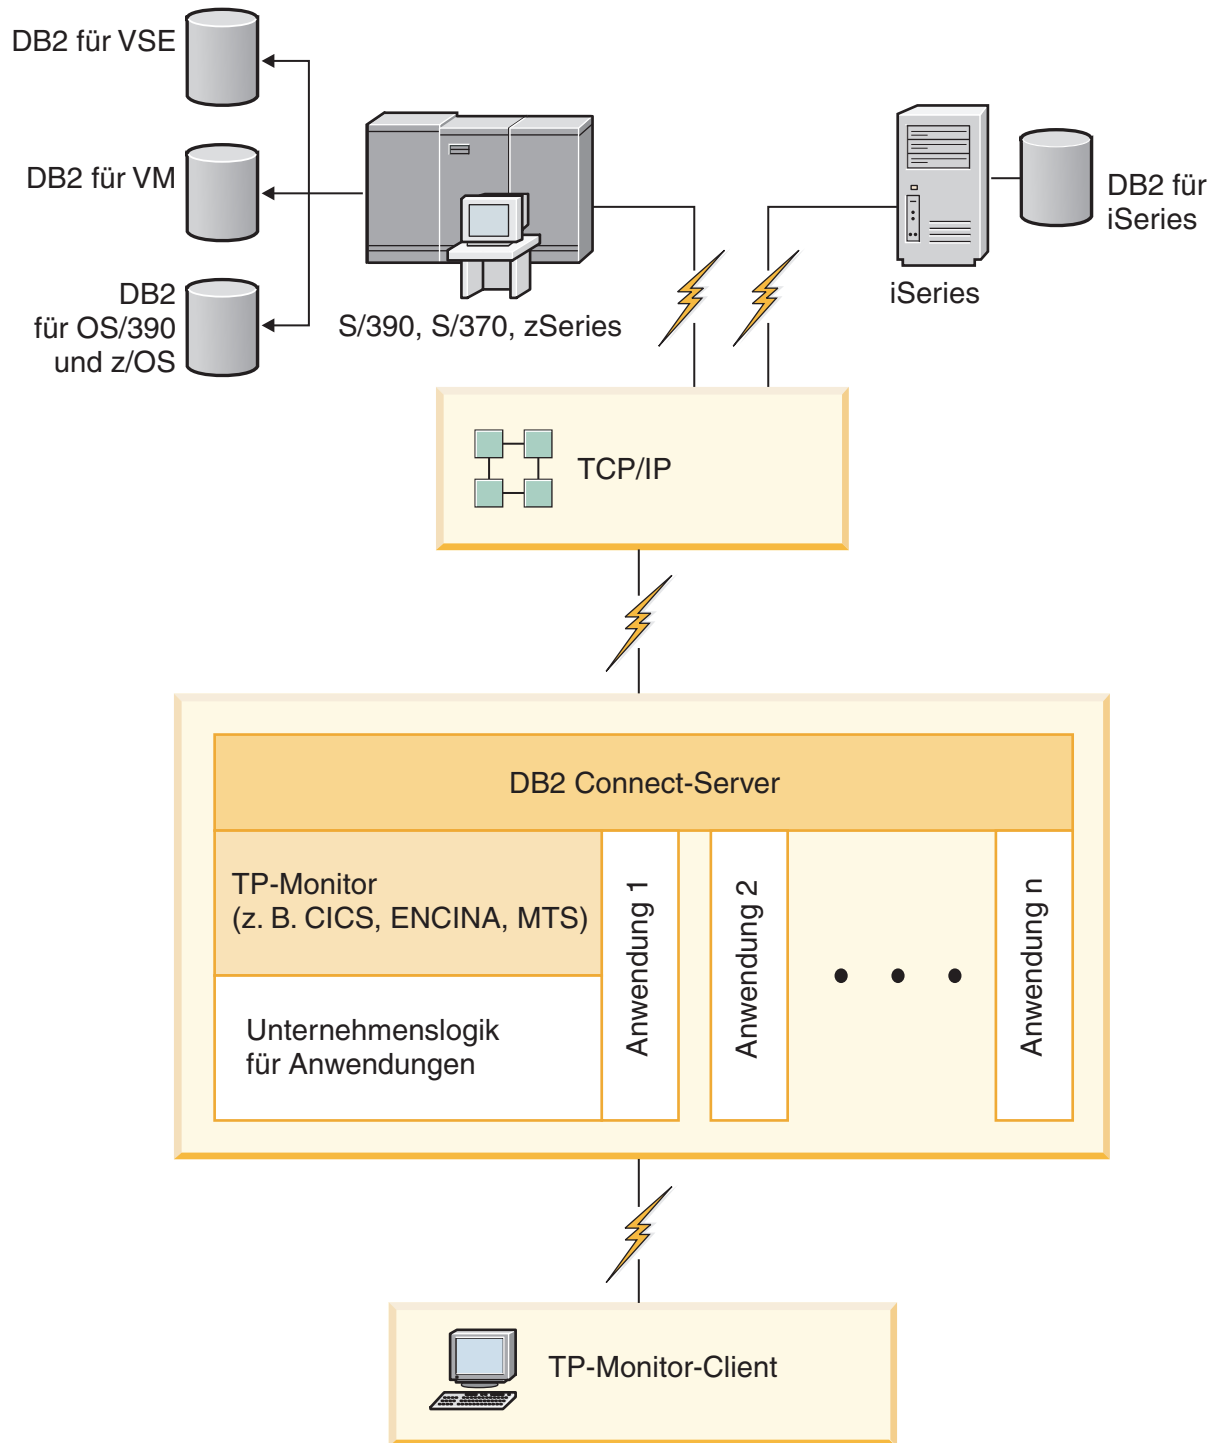 DB2 für VSE
DB2 für VM
DB2
für OS/390
und z/OS
S/390, S/370, zSeries
iSeries
DB2 für
iSeries
TCP/IP
DB2 Connect-Server
TP-Monitor
(z. B. CICS, ENCINA, MTS)
Unternehmenslogik
für Anwendungen
Anwendung 1
Anwendung 2
Anwendung n
TP-Monitor-Client